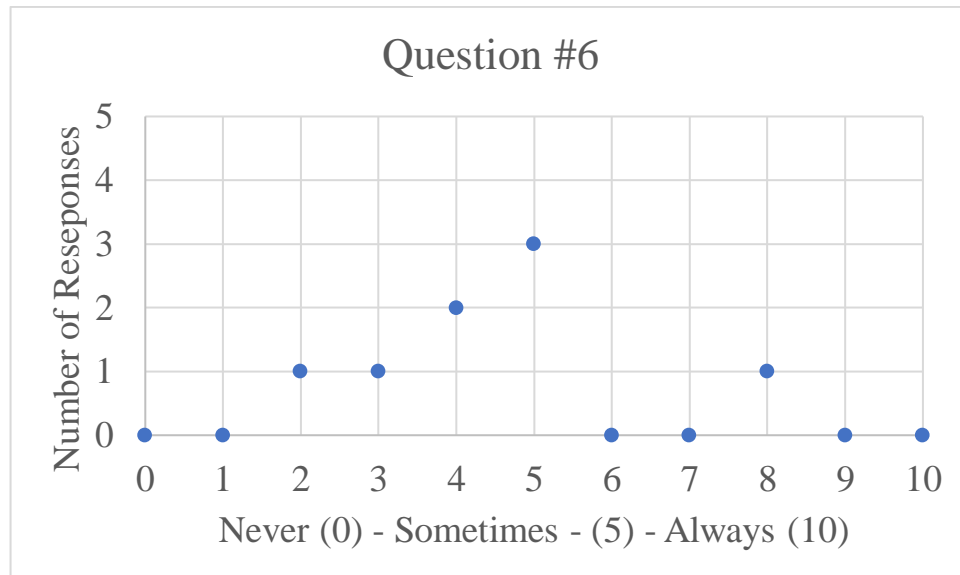 Question #6
5
4
3
2
1
0
Number of Reseponses
0 1 2 3 4 5 6 7 8 9 10
Never (0) - Sometimes - (5) - Always (10)